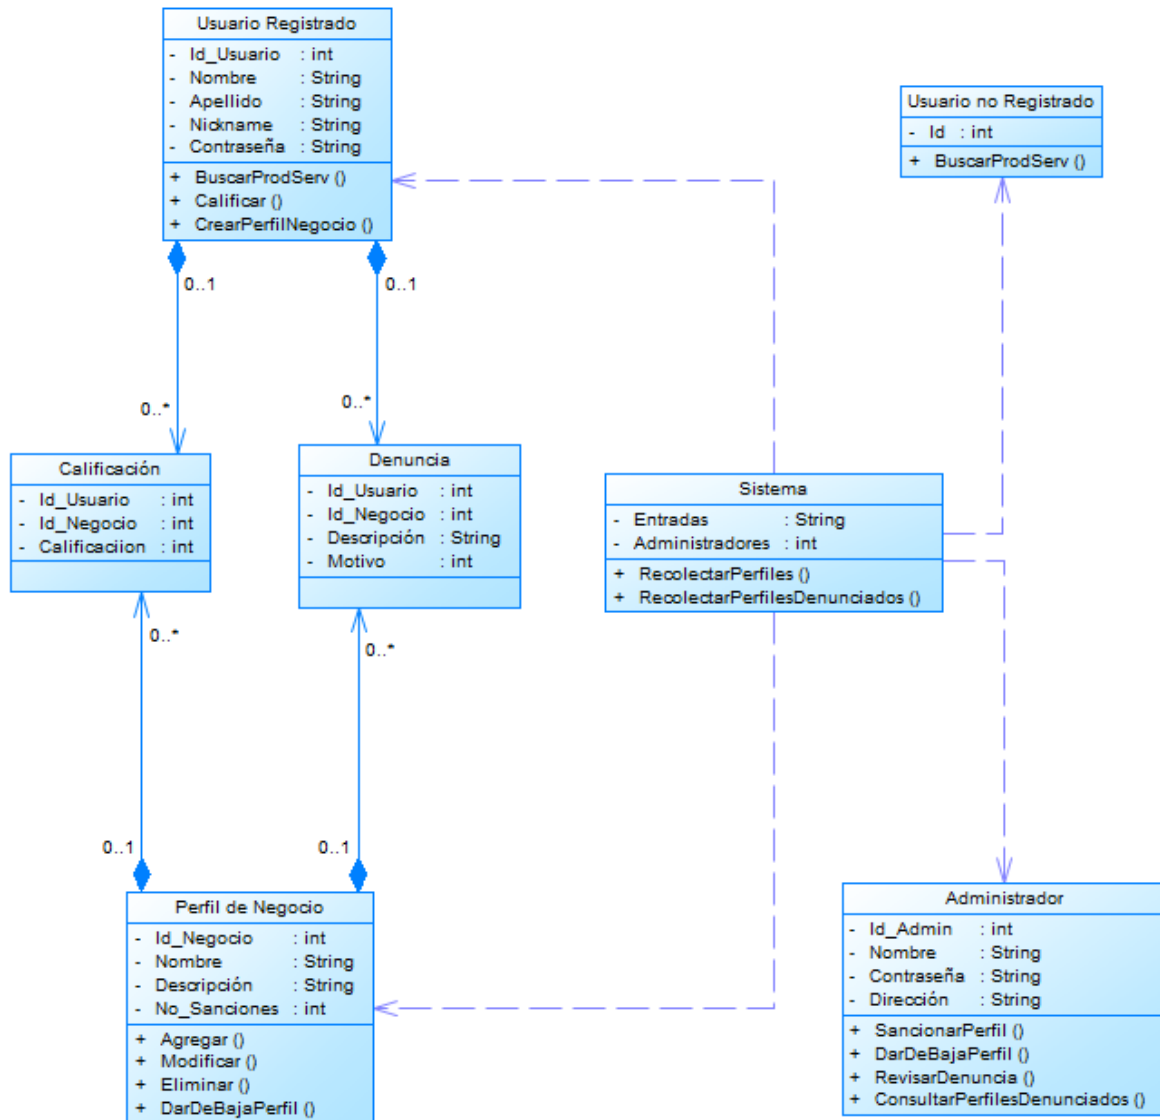 Usuario Registrado
- Id_Usuario : int
- Nombre : String
- Apellido : String
- Nickname : String
- Contraseña : String
+ BuscarProdServ ()
+ Calificar ()
+ CrearPerfilNegocio ()
Usuario no Registrado
- Id : int
+ BuscarProdServ ()
0..1
0..1
0..*
0..*
Calificación
- Id_Usuario : int
- Id_Negocio : int
- Calificaciion : int
Denuncia
- Id_Usuario : int
- Id_Negocio : int
- Descripción : String
- Motivo : int
Sistema
- Entradas : String
- Administradores : int
+ RecolectarPerfiles ()
+ RecolectarPerfilesDenunciados ()
0..*
0..*
0..1
0..1
Perfil de Negocio
- Id_Negocio : int
- Nombre : String
- Descripción : String
- No_Sanciones : int
+ Agregar ()
+ Modificar ()
+ Eliminar ()
+ DarDeBajaPerfil ()
Administrador
- Id_Admin : int
- Nombre : String
- Contraseña : String
- Dirección : String
+ SancionarPerfil ()
+ DarDeBajaPerfil ()
+ RevisarDenuncia ()
+ ConsultarPerfilesDenunciados ()